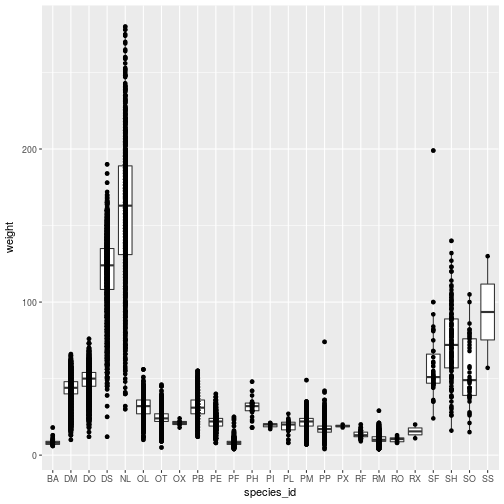 200
100
0
weight
BA DM DO DS NL OL OT OX PB PE PF PH PI PL PM PP PX RF RM RO RX SF SH SO SS
species_id